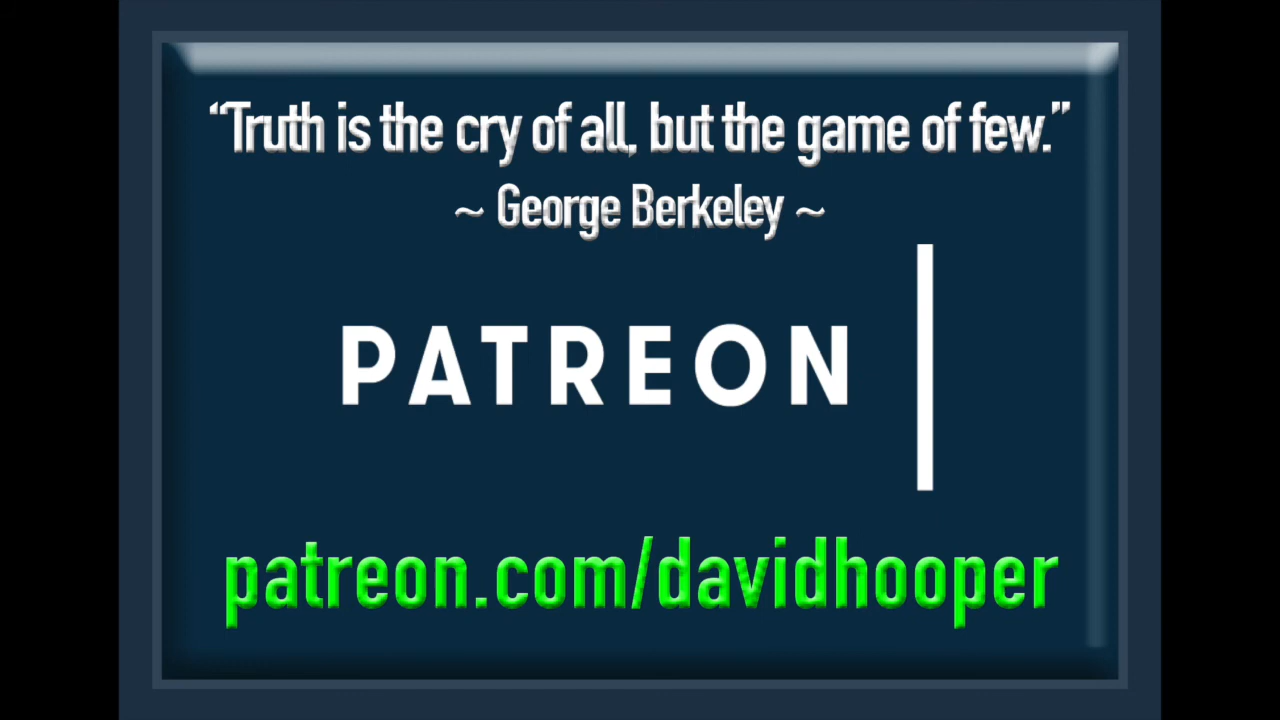 “Truth is the cry of all, but the game of few.”
~ George Berkeley ~
PATREON
patreon.com/davidhooper